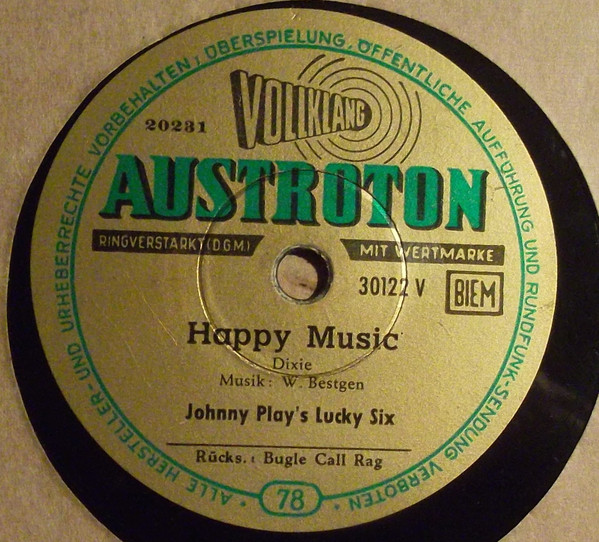 • ALLE HERSTELLER- UND URHEBERRECHTE VORBEHALTEN; ÜBERSPIELUNG, ÖFFENTLICHE AUFFÜHRUNG UND RUNDFUNK-SENDUNG VERBOTEN •
VOLLKLANG
20231
AUSTROTON
RINGVERSTÄRKT (D.G.M.)
MIT WERTMARKE
30122 V
BIEM
Happy Music
Dixie
Musik: W. Bestgen
Johnny Play's Lucky Six
Rücks.: Bugle Call Rag
78